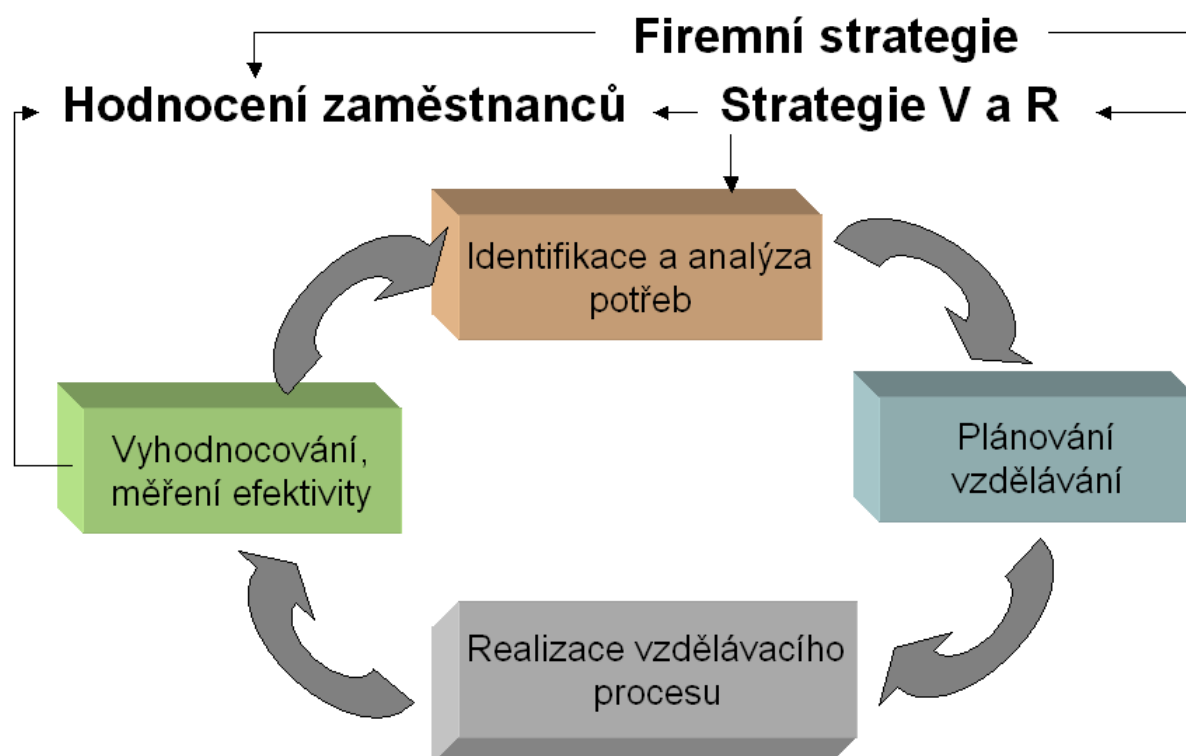 Firemní strategie
Hodnocení zaměstnanců
Strategie V a R
Identifikace a analýza
potřeb
Vyhodnocování,
měření efektivity
Plánování
vzdělávání
Realizace vzdělávacího
procesu